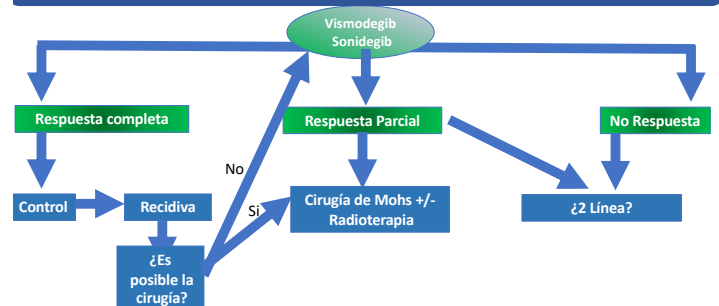 Vismodegib
Sonidegib
Respuesta completa
Respuesta Parcial
No Respuesta
No
Si
Control
Recidiva
Cirugía de Mohs +/-
Radioterapia
¿2 Línea?
¿Es
posible la
cirugía?